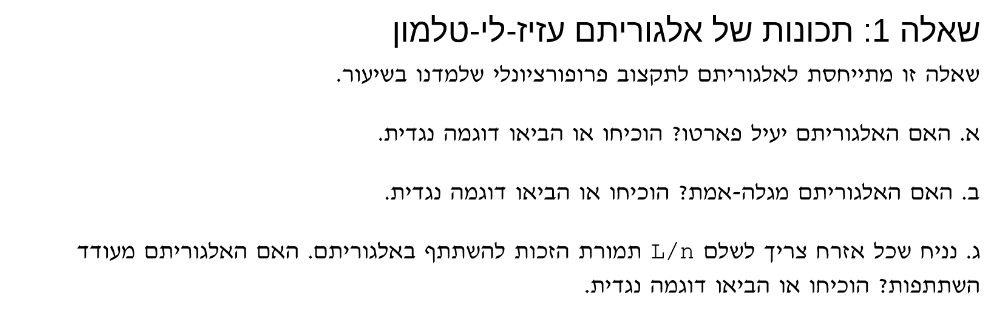 שאלה 1: תכונות של אלגוריתם עזיז-לי-טלמון
שאלה זו מתייחסת לאלגוריתם לתקצוב פרופורציונלי שלמדנו בשיעור.
א. האם האלגוריתם יעיל פארטו? הוכיחו או הביאו דוגמה נגדית.
ב. האם האלגוריתם מגלה-אמת? הוכיחו או הביאו דוגמה נגדית.
ג. נניח שכל אזרח צריך לשלם L/n תמורת הזכות להשתתף באלגוריתם. האם האלגוריתם מעודד
השתתפות? הוכיחו או הביאו דוגמה נגדית.